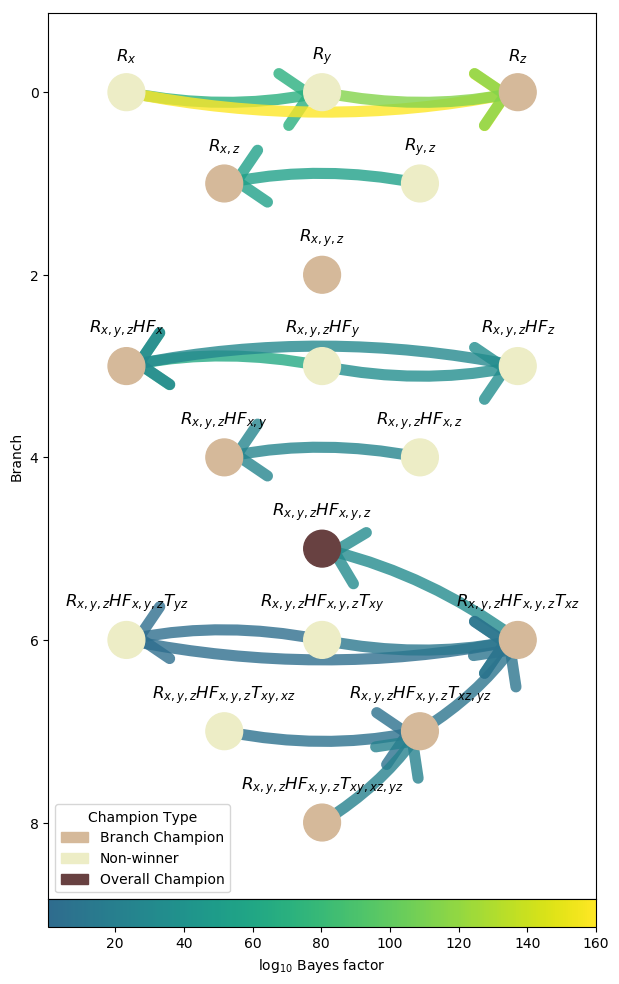 R_x R_y R_z
0
R_{x,z} R_{y,z}
R_{x,y,z}
2
R_{x,y,z}HF_x R_{x,y,z}HF_y R_{x,y,z}HF_z
R_{x,y,z}HF_{x,y} R_{x,y,z}HF_{x,z}
4
Branch
R_{x,y,z}HF_{x,y,z}
R_{x,y,z}HF_{x,y,z}T_{yz} R_{x,y,z}HF_{x,y,z}T_{xy} R_{x,y,z}HF_{x,y,z}T_{xz}
6
R_{x,y,z}HF_{x,y,z}T_{xy,xz} R_{x,y,z}HF_{x,y,z}T_{xz,yz}
R_{x,y,z}HF_{x,y,z}T_{xy,xz,yz}
8
Champion Type
Branch Champion
Non-winner
Overall Champion
20 40 60 80 100 120 140 160
log_{10} Bayes factor